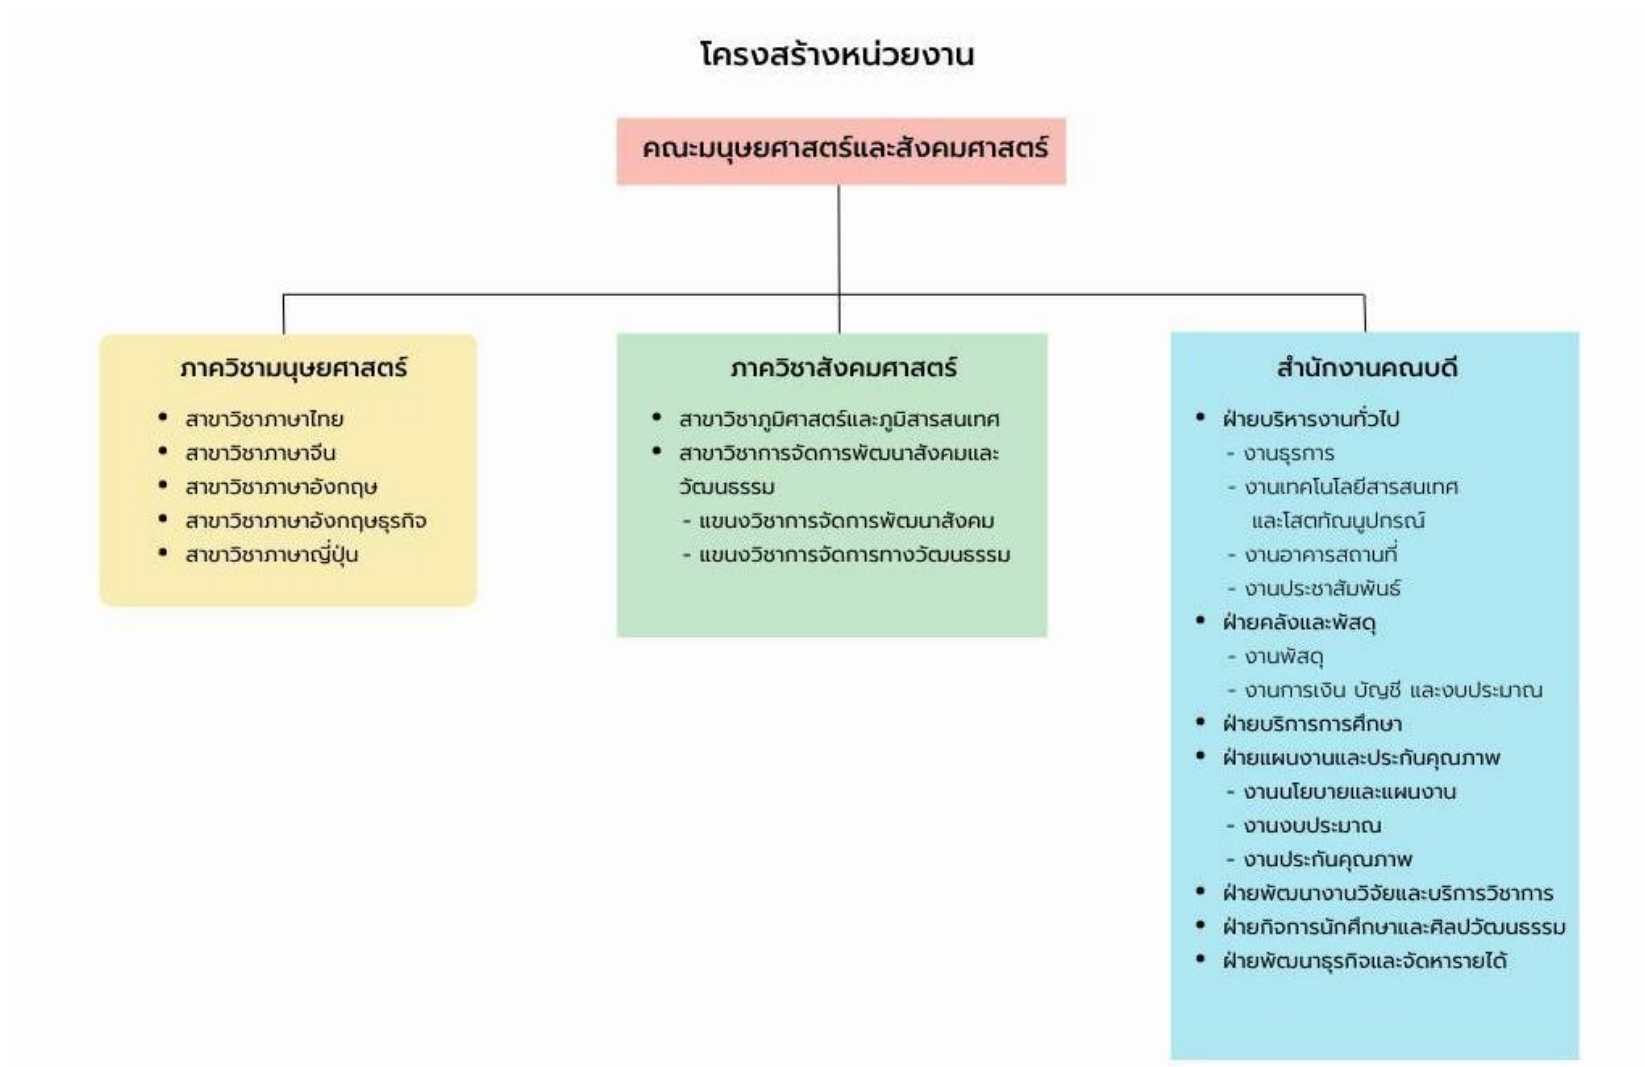 โครงสร้างหน่วยงาน
คณะมนุษยศาสตร์และสังคมศาสตร์
ภาควิชามนุษยศาสตร์
• สาขาวิชาภาษาไทย
• สาขาวิชาภาษาจีน
• สาขาวิชาภาษาอังกฤษ
• สาขาวิชาภาษาอังกฤษธุรกิจ
• สาขาวิชาภาษาญี่ปุ่น
ภาควิชาสังคมศาสตร์
• สาขาวิชาภูมิศาสตร์และภูมิสารสนเทศ
• สาขาวิชาการจัดการพัฒนาสังคมและ
วัฒนธรรม
- แขนงวิชาการจัดการพัฒนาสังคม
- แขนงวิชาการจัดการทางวัฒนธรรม
สำนักงานคณบดี
• ฝ่ายบริหารงานทั่วไป
- งานธุรการ
- งานเทคโนโลยีสารสนเทศ
และโสตทัณนูปกรณ์
- งานอาคารสถานที่
- งานประชาสัมพันธ์
• ฝ่ายคลังและพัสดุ
- งานพัสดุ
- งานการเงิน บัญชี และงบประมาณ
• ฝ่ายบริการการศึกษา
• ฝ่ายแผนงานและประกันคุณภาพ
- งานนโยบายและแผนงาน
- งานงบประมาณ
- งานประกันคุณภาพ
• ฝ่ายพัฒนางานวิจัยและบริการวิชาการ
• ฝ่ายกิจการนักศึกษาและศิลปวัฒนธรรม
• ฝ่ายพัฒนาธุรกิจและจัดหารายได้